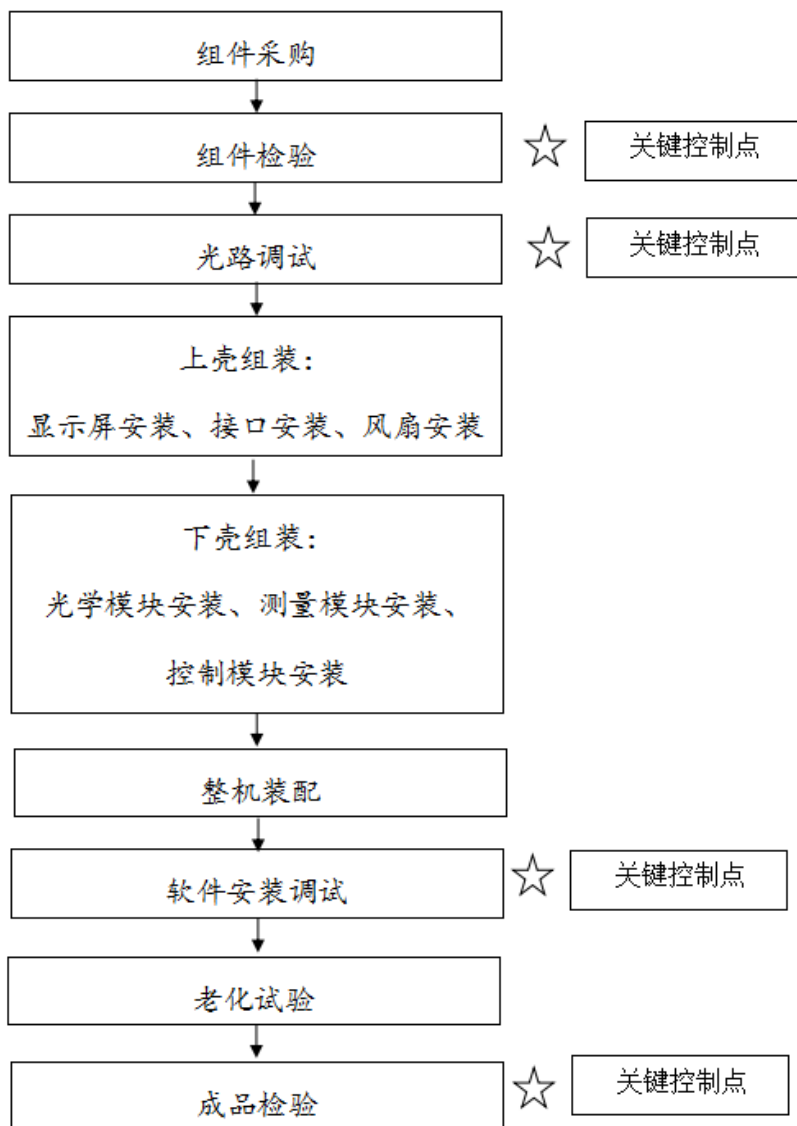 组件采购
组件检验
☆ 关键控制点
光路调试
☆ 关键控制点
上壳组装：
显示屏安装、接口安装、风扇安装
下壳组装：
光学模块安装、测量模块安装、
控制模块安装
整机装配
软件安装调试
☆ 关键控制点
老化试验
成品检验
☆ 关键控制点